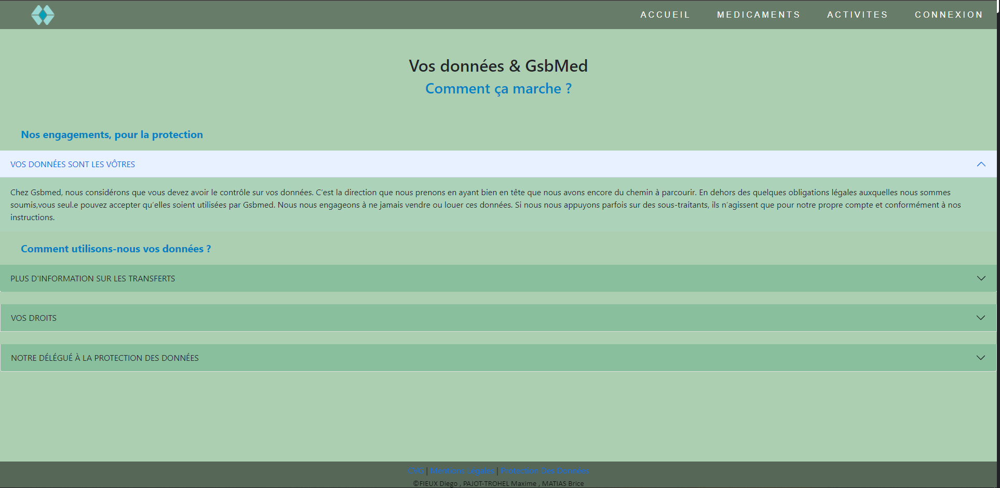 ACCUEIL MEDICAMENTS ACTIVITES CONNEXION
Vos données & GsbMed
Comment ça marche ?
Nos engagements, pour la protection
VOS DONNÉES SONT LES VÔTRES
Chez Gsbmed, nous considérons que vous devez avoir le contrôle sur vos données. C’est la direction que nous prenons en ayant bien en tête que nous avons encore du chemin à parcourir. En dehors des quelques obligations légales auxquelles nous sommes
soumis,vous seul.e pouvez accepter qu’elles soient utilisées par Gsbmed. Nous nous engageons à ne jamais vendre ou louer ces données. Si nous nous appuyons parfois sur des sous-traitants, ils n’agissent que pour notre propre compte et conformément à nos
instructions.
Comment utilisons-nous vos données ?
PLUS D'INFORMATION SUR LES TRANSFERTS
VOS DROITS
NOTRE DÉLÉGUÉ À LA PROTECTION DES DONNÉES
| Mentions Légales | Protection Des Données
©FIEUX Diego , PAJOT-TROHEL Maxime , MATIAS Brice